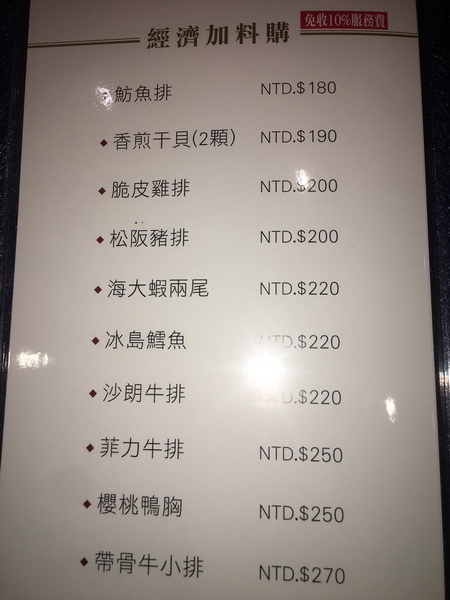 經濟加料購 免收10%服務費
魴魚排 NTD.$180
香煎干貝(2顆) NTD.$190
脆皮雞排 NTD.$200
松阪豬排 NTD.$200
海大蝦兩尾 NTD.$220
冰島鱈魚 NTD.$220
沙朗牛排 NTD.$220
菲力牛排 NTD.$250
櫻桃鴨胸 NTD.$250
帶骨牛小排 NTD.$270